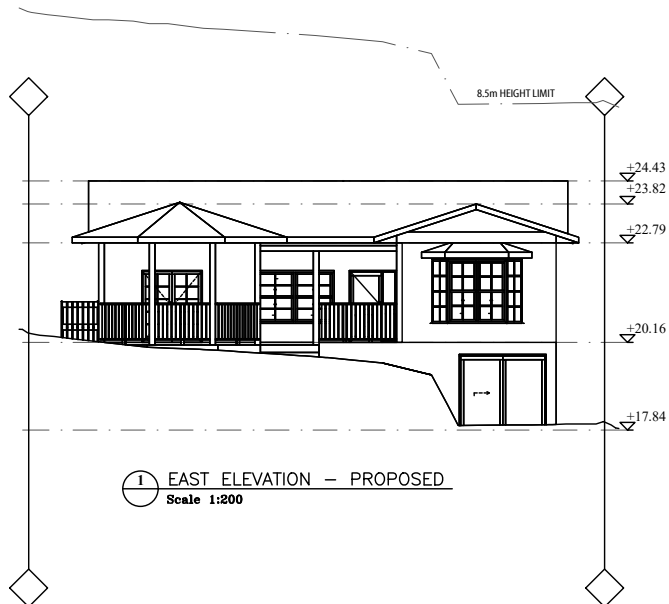 8.5m HEIGHT LIMIT
+24.43
+23.82
+22.79
+20.16
+17.84
1 EAST ELEVATION – PROPOSED
Scale 1:200